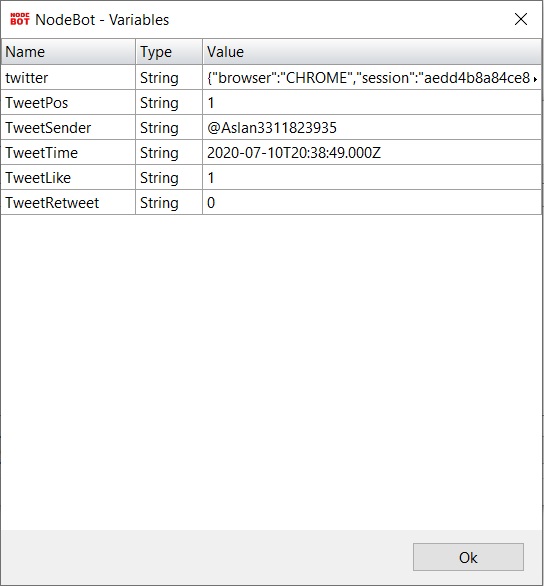 NODE
BOT
NodeBot - Variables
Name Type Value
twitter String {"browser":"CHROME","session":"aedd4b8a84ce8
TweetPos String 1
TweetSender String @Aslan3311823935
TweetTime String 2020-07-10T20:38:49.000Z
TweetLike String 1
TweetRetweet String 0
Ok